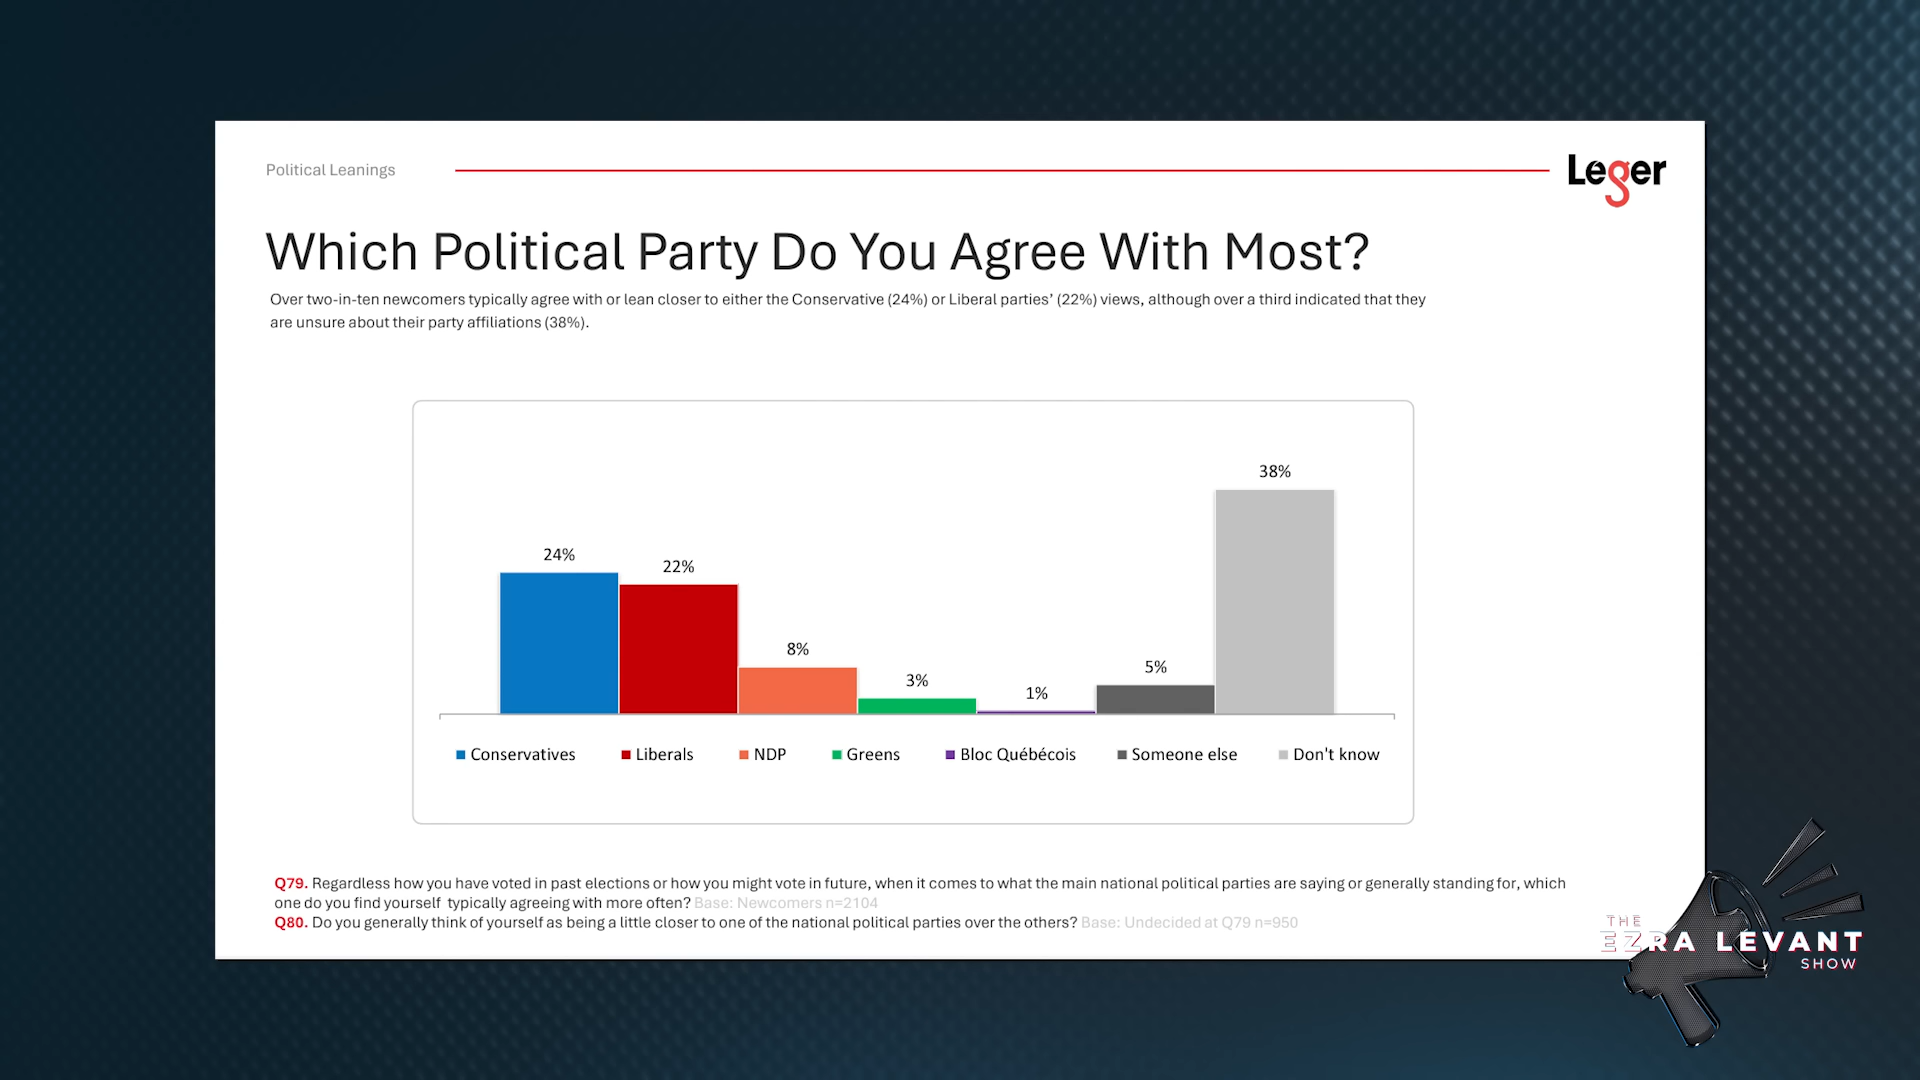 Political Leanings
Leger
Which Political Party Do You Agree With Most?
Over two-in-ten newcomers typically agree with or lean closer to either the Conservative (24%) or Liberal parties’ (22%) views, although over a third indicated that they
are unsure about their party affiliations (38%).
38%
24%
22%
8%
5%
3%
1%
Conservatives Liberals NDP Greens Bloc Québécois Someone else Don't know
Q79. Regardless how you have voted in past elections or how you might vote in future, when it comes to what the main national political parties are saying or generally standing for, which
one do you find yourself typically agreeing with more often? Base: Newcomers n=2104
Q80. Do you generally think of yourself as being a little closer to one of the national political parties over the others? Base: Undecided at Q79 n=950
THE
EZRA LEVANT
SHOW